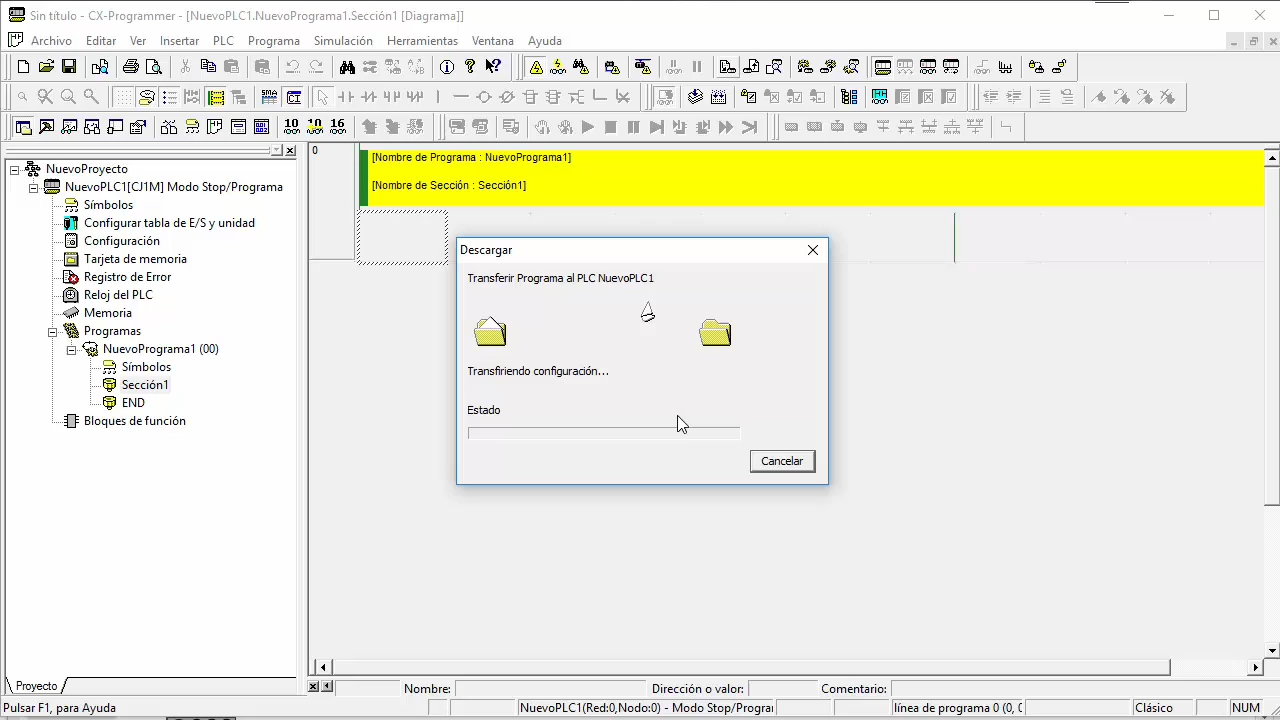 Sin título - CX-Programmer - [NuevoPLC1.NuevoPrograma1.Sección1 [Diagrama]]
Archivo Editar Ver Insertar PLC Programa Simulación Herramientas Ventana Ayuda
10 10 16
NuevoProyecto
NuevoPLC1[CJ1M] Modo Stop/Programa
Símbolos
Configurar tabla de E/S y unidad
Configuración
Tarjeta de memoria
Registro de Error
Reloj del PLC
Memoria
Programas
NuevoPrograma1 (00)
Símbolos
Sección1
END
Bloques de función
Proyecto
0
[Nombre de Programa : NuevoPrograma1]
[Nombre de Sección : Sección1]
Descargar
Transferir Programa al PLC NuevoPLC1
Transfiriendo configuración...
Estado
Cancelar
Nombre: Dirección o valor: Comentario:
Pulsar F1, para Ayuda NuevoPLC1(Red:0,Nodo:0) - Modo Stop/Progra línea de programa 0 (0, Clásico NUM